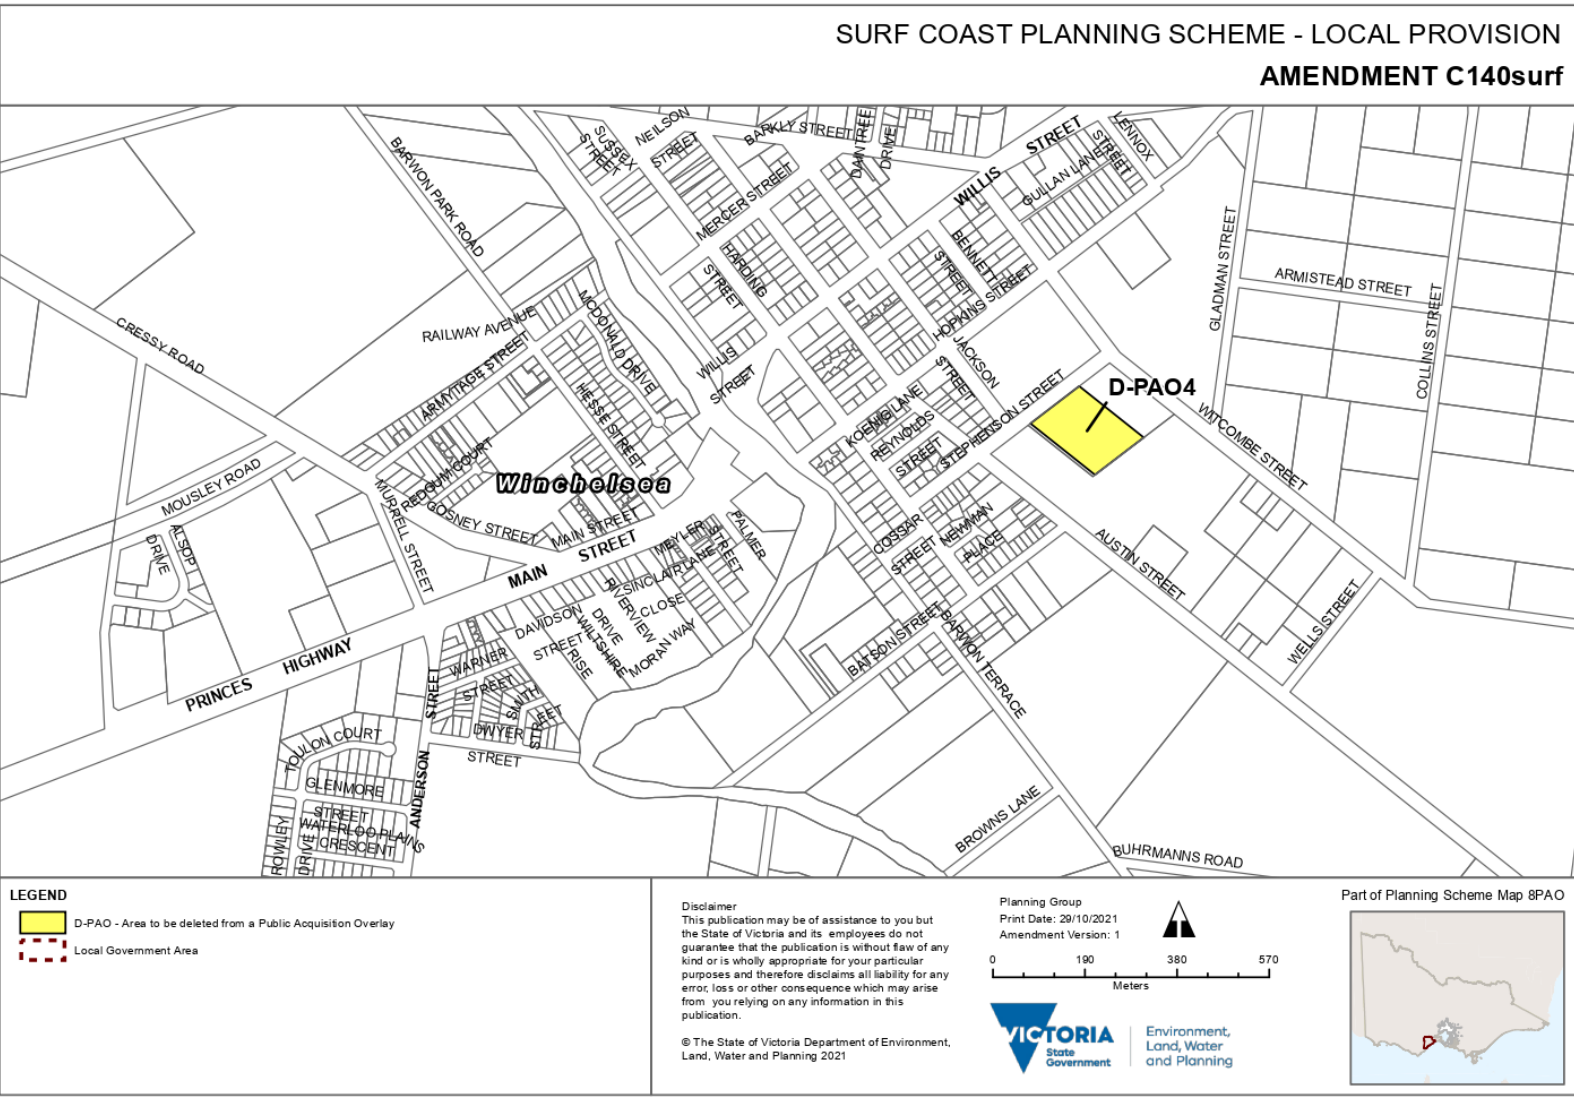 SURF COAST PLANNING SCHEME - LOCAL PROVISION
AMENDMENT C140surf
BARWON PARK ROAD
SUSSEX
STREET
NEILSON
STREET
BARKLY STREET
DAINTREE
DRIVE
WILLIS
STREET
LENNOX
STREET
GULLAN LANE
MERCER STREET
HARDING
STREET
BENNETT
STREET
HOPKINS STREET
GLADMAN STREET
ARMISTEAD STREET
COLLINS STREET
CRESSY ROAD
RAILWAY AVENUE
MCDONALD DRIVE
ARMYTAGE STREET
HESSE STREET
WILLIS
STREET
JACKSON
STREET
KOENIG LANE
REYNOLDS
STREET
STEPHENSON STREET
D-PAO4
WITCOMBE STREET
MOUSLEY ROAD
REDGUM COURT
Winchelsea
GOSNEY STREET
MURRELL STREET
MAIN STREET
MAIN
STREET
MEYLER
STREET
PALMER
SINCLAIR LANE
ALSOP
DRIVE
COSSAR
STREET
NEWMAN
PLACE
AUSTIN STREET
WELLS STREET
BATSON STREET
BARWON TERRACE
DAVIDSON
STREET
RIVERVIEW
DRIVE
CLOSE
WILTSHIRE
RISE
MORAN WAY
WARNER
STREET
SMITH
STREET
DWYER
STREET
PRINCES
HIGHWAY
ANDERSON
STREET
TOULON COURT
GLENMORE
STREET
WATERLOO PLAINS
CRESCENT
ROWLEY
DRIVE
BROWNS LANE
BUHRMANNS ROAD
LEGEND
D-PAO - Area to be deleted from a Public Acquisition Overlay
Local Government Area
Disclaimer
This publication may be of assistance to you but
the State of Victoria and its employees do not
guarantee that the publication is without flaw of any
kind or is wholly appropriate for your particular
purposes and therefore disclaims all liability for any
error, loss or other consequence which may arise
from you relying on any information in this
publication.
© The State of Victoria Department of Environment,
Land, Water and Planning 2021
Planning Group
Print Date: 29/10/2021
Amendment Version: 1
0 190 380 570
Meters
VICTORIA
State
Government
Environment,
Land, Water
and Planning
Part of Planning Scheme Map 8PAO